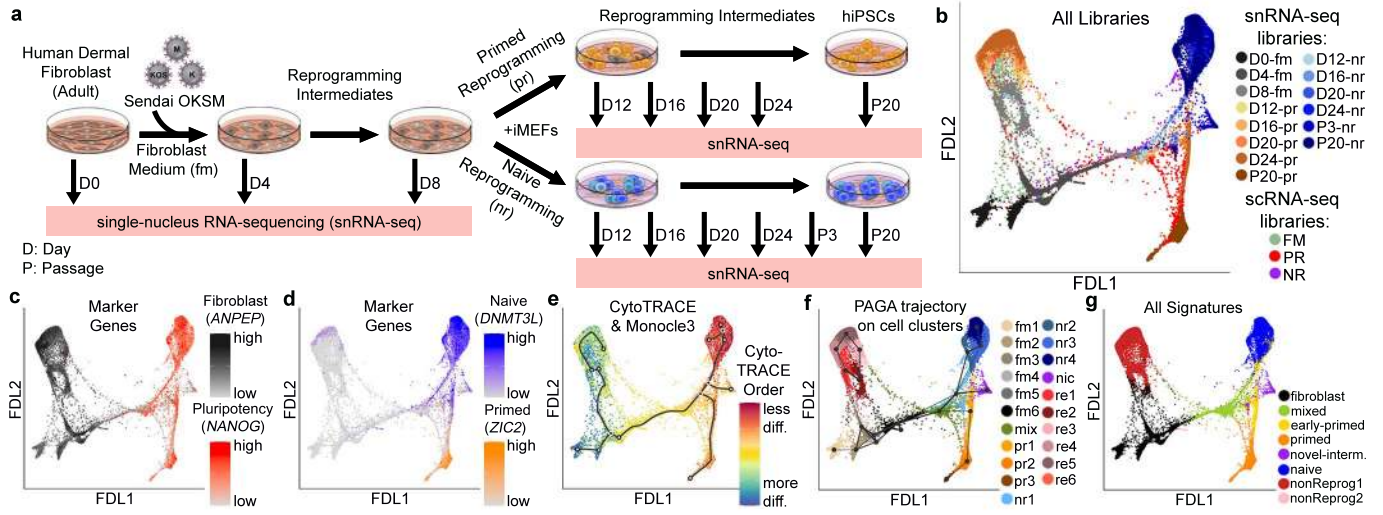 a
Human Dermal
Fibroblast
(Adult)
M
KOS
K
Sendai OKSM
Fibroblast
Medium (fm)
Reprogramming
Intermediates
D0
D4
D8
single-nucleus RNA-sequencing (snRNA-seq)
D: Day
P: Passage
Primed
Reprogramming
(pr)
+iMEFs
Naive
Reprogramming
(nr)
Reprogramming Intermediates
hiPSCs
D12
D16
D20
D24
P20
snRNA-seq
D12
D16
D20
D24
P3
P20
snRNA-seq
b
All Libraries
FDL2
FDL1
snRNA-seq
libraries:
D0-fm
D4-fm
D8-fm
D12-pr
D16-pr
D20-pr
D24-pr
P20-pr
D12-nr
D16-nr
D20-nr
D24-nr
P3-nr
P20-nr
scRNA-seq
libraries:
FM
PR
NR
c
Marker
Genes
Fibroblast
(ANPEP)
high
low
Pluripotency
(NANOG)
high
low
FDL2
FDL1
d
Marker
Genes
Naive
(DNMT3L)
high
low
Primed
(ZIC2)
high
low
FDL2
FDL1
e
CytoTRACE
& Monocle3
Cyto-
TRACE
Order
less
diff.
more
diff.
FDL2
FDL1
f
PAGA trajectory
on cell clusters
fm1
fm2
fm3
fm4
fm5
fm6
mix
pr1
pr2
pr3
nr1
nr2
nr3
nr4
nic
re1
re2
re3
re4
re5
re6
FDL2
FDL1
g
All Signatures
fibroblast
mixed
early-primed
primed
novel-interm.
naive
nonReprog1
nonReprog2
FDL2
FDL1